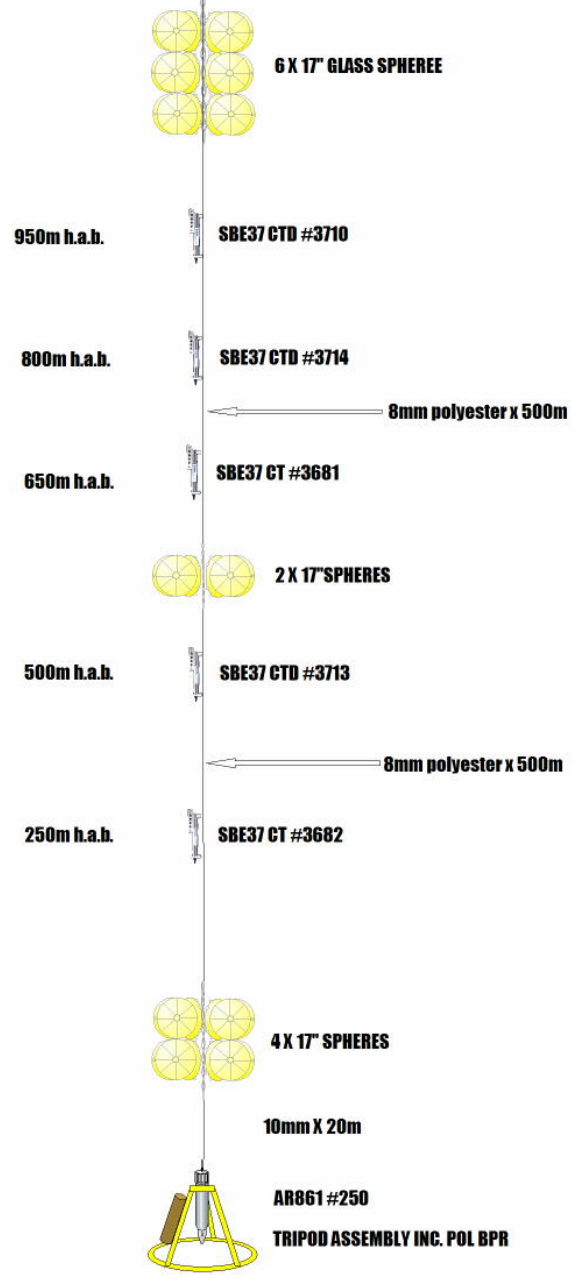 6 X 17" GLASS SPHEREE
950m h.a.b. SBE37 CTD #3710
800m h.a.b. SBE37 CTD #3714
8mm polyester x 500m
650m h.a.b. SBE37 CT #3681
2 X 17"SPHERES
500m h.a.b. SBE37 CTD #3713
8mm polyester x 500m
250m h.a.b. SBE37 CT #3682
4 X 17" SPHERES
10mm X 20m
AR861 #250
TRIPOD ASSEMBLY INC. POL BPR